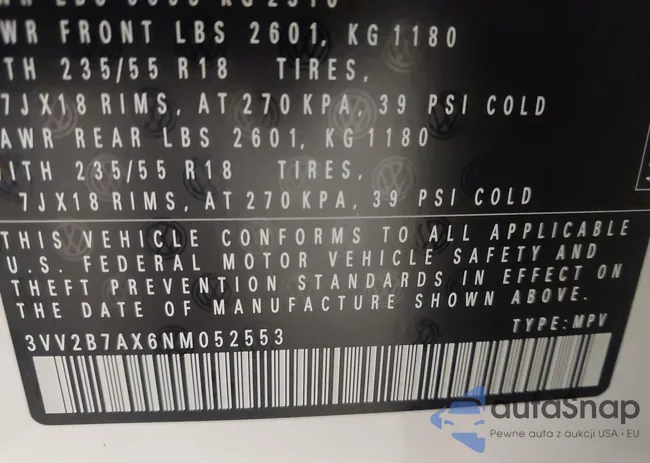 WR FRONT LBS 2601, KG 1180
TH 235/55 R18 TIRES,
7JX18 RIMS, AT 270 KPA, 39 PSI COLD
AWR REAR LBS 2601, KG 1180
ITH 235/55 R18 TIRES,
7JX18 RIMS, AT 270 KPA, 39 PSI COLD
THIS VEHICLE CONFORMS TO ALL APPLICABLE
U.S. FEDERAL MOTOR VEHICLE SAFETY AND
THEFT PREVENTION STANDARDS IN EFFECT ON
THE DATE OF MANUFACTURE SHOWN ABOVE.
3VV2B7AX6NM052553 TYPE: MPV
autaSnap
Pewne auta z aukcji USA i EU